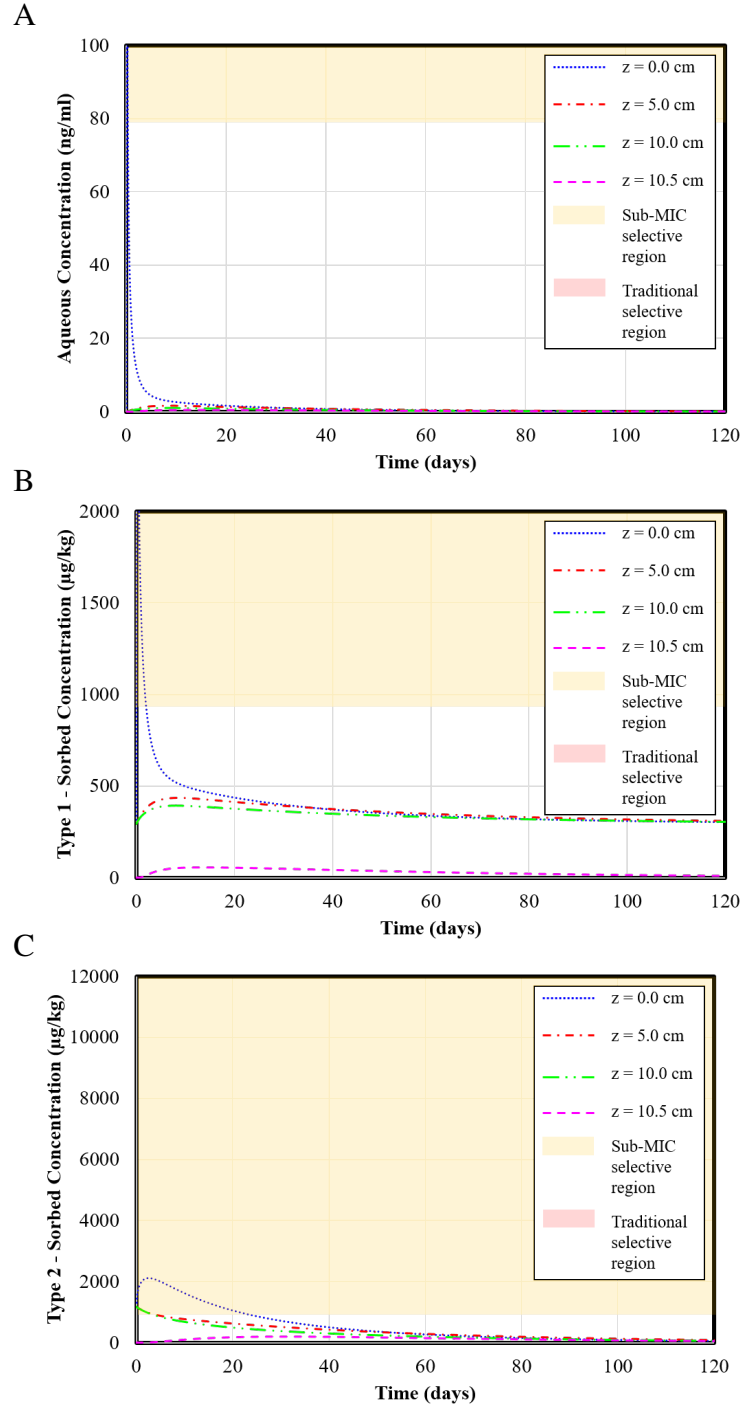 A
Aqueous Concentration (ng/ml)
100
80
60
40
20
0
z = 0.0 cm
z = 5.0 cm
z = 10.0 cm
z = 10.5 cm
Sub-MIC
selective
region
Traditional
selective
region
0 20 40 60 80 100 120
Time (days)
B
Type 1 - Sorbed Concentration (µg/kg)
2000
1500
1000
500
0
z = 0.0 cm
z = 5.0 cm
z = 10.0 cm
z = 10.5 cm
Sub-MIC
selective
region
Traditional
selective
region
0 20 40 60 80 100 120
Time (days)
C
Type 2 - Sorbed Concentration (µg/kg)
12000
10000
8000
6000
4000
2000
0
z = 0.0 cm
z = 5.0 cm
z = 10.0 cm
z = 10.5 cm
Sub-MIC
selective
region
Traditional
selective
region
0 20 40 60 80 100 120
Time (days)